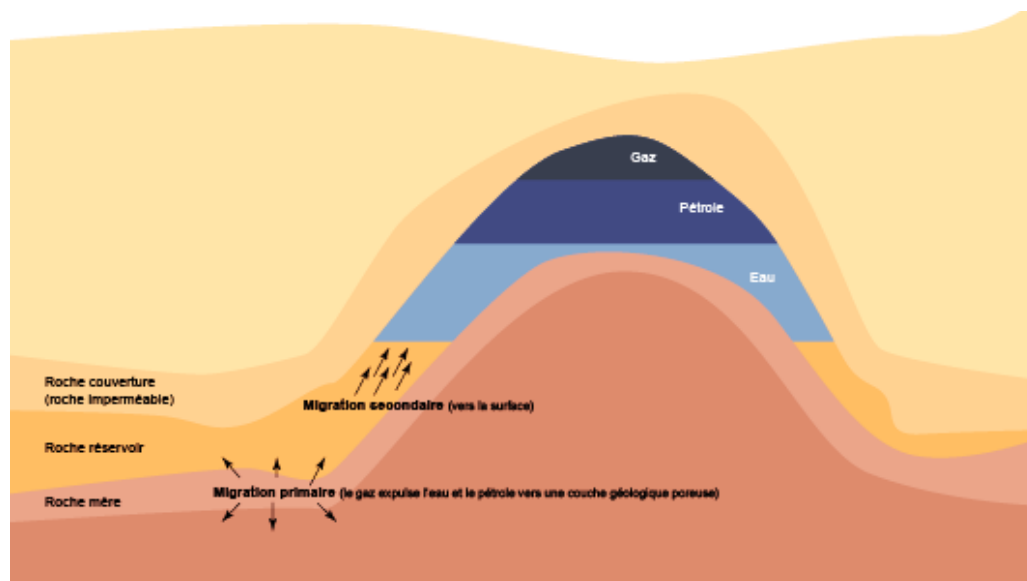 Gaz
Pétrole
Eau
Roche couverture
(roche imperméable)
Migration secondaire (vers la surface)
Roche réservoir
Migration primaire (le gaz expulse l'eau et le pétrole vers une couche géologique poreuse)
Roche mère